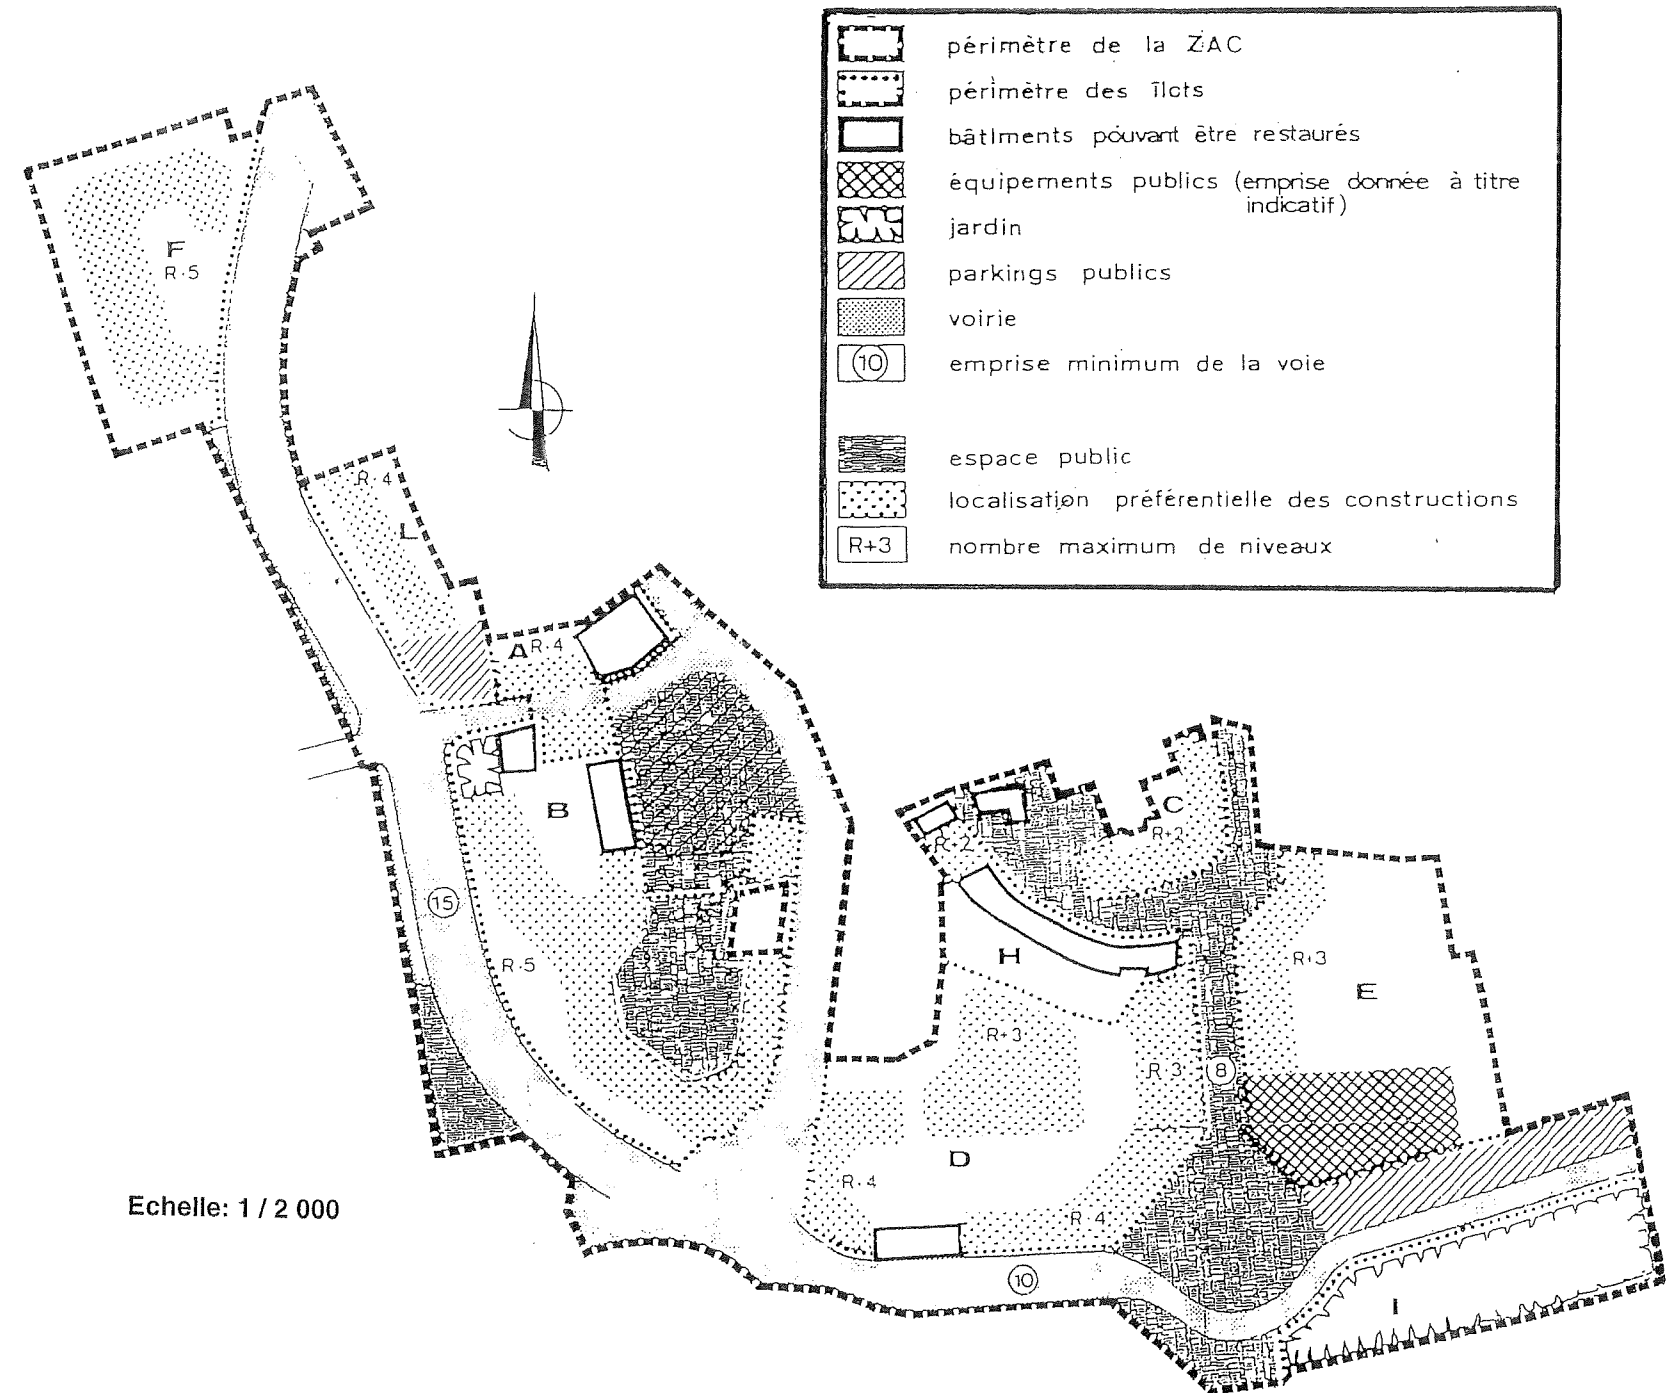 périmètre de la ZAC
périmètre des îlots
bâtiments pouvant être restaurés
équipements publics (emprise donnée à titre
indicatif)
jardin
parkings publics
voirie
10 emprise minimum de la voie
espace public
localisation préférentielle des constructions
R+3 nombre maximum de niveaux
F
R·5
R·4
L
A R·4
B
15
R·5
C
R+2
R+2
H
R+3
E
R+3
R·3
8
D
R·4
R·4
10
I
Echelle: 1 / 2 000